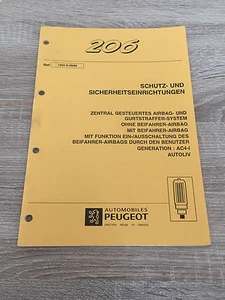 206
Ref
SCHUTZ- UND
SICHERHEITSEINRICHTUNGEN
ZENTRAL GESTEUERTES AIRBAG- UND
GURTSTRAFFER-SYSTEM
OHNE BEIFAHRER-AIRBAG
MIT BEIFAHRER-AIRBAG
MIT FUNKTION EIN-/AUSSCHALTUNG DES
BEIFAHRER-AIRBAGS DURCH DEN BENUTZER
GENERATION : AC4-I
AUTOLIV
AUTOMOBILES
PEUGEOT